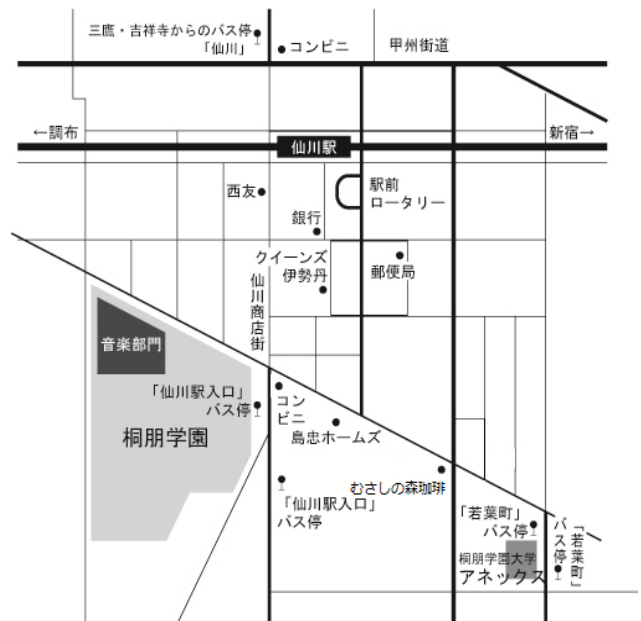 三鷹・吉祥寺からのバス停
「仙川」
コンビニ
甲州街道
←調布
新宿→
仙川駅
西友
駅前
ロータリー
銀行
クイーンズ
伊勢丹
郵便局
仙川商店街
音楽部門
「仙川駅入口」
バス停
コン
ビニ
桐朋学園
島忠ホームズ
むさしの森珈琲
「仙川駅入口」
バス停
「若葉町」
バス停
「若葉町」
バス停
桐朋学園大学
アネックス